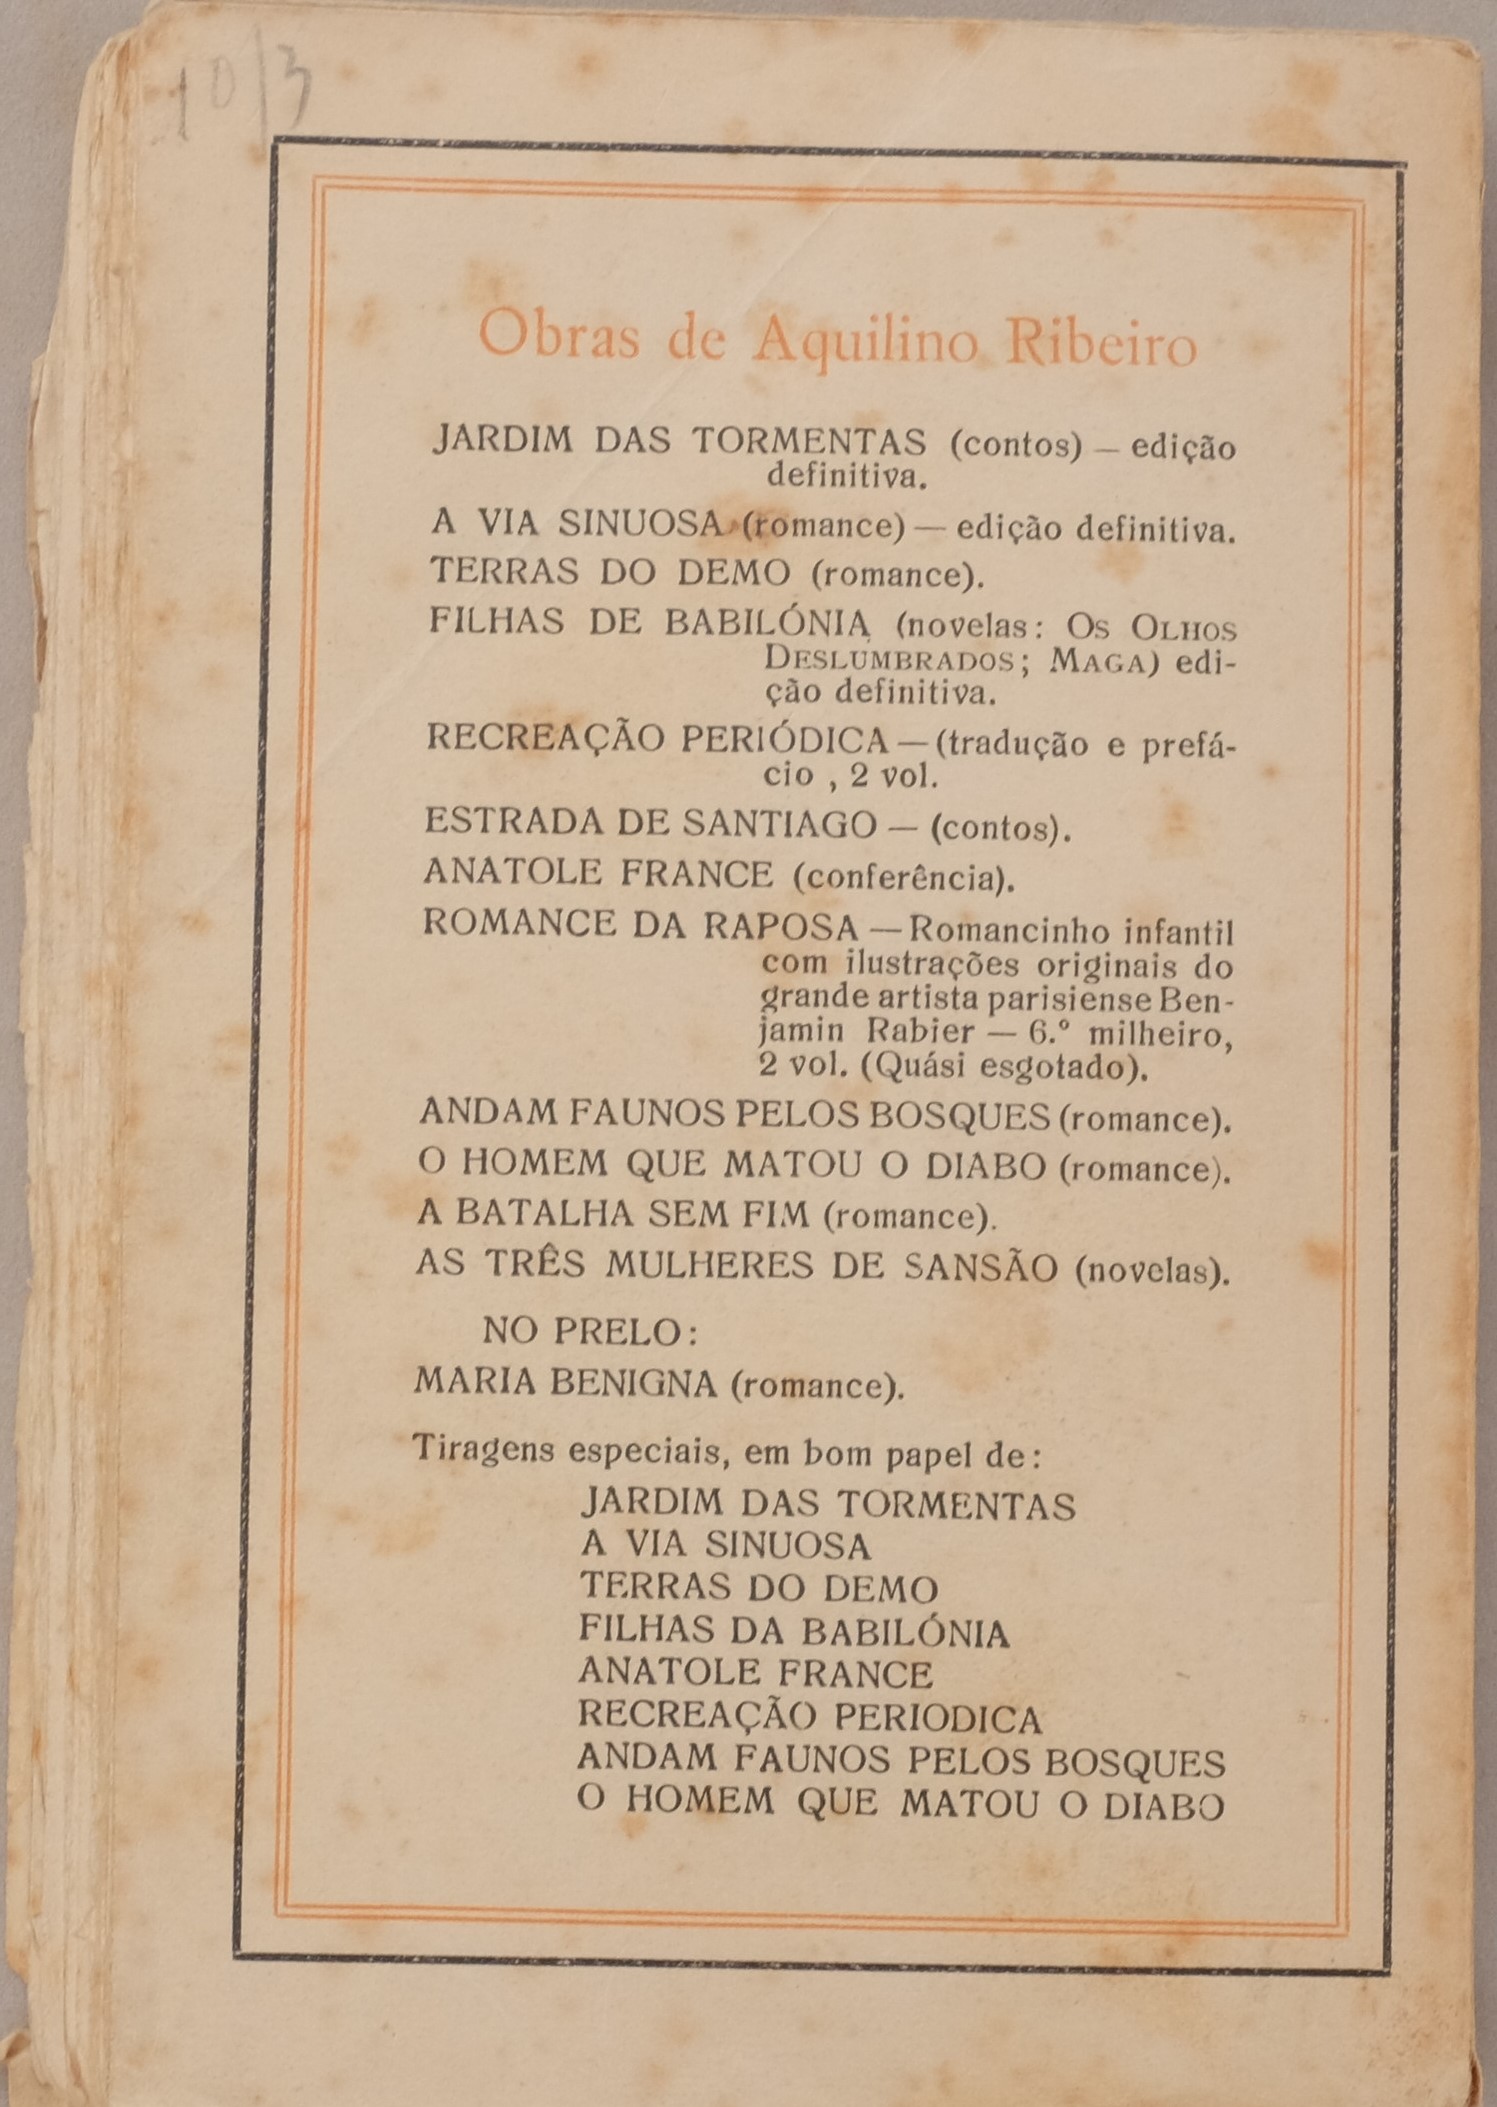 10/3
Obras de Aquilino Ribeiro
JARDIM DAS TORMENTAS (contos) — edição
definitiva.
A VIA SINUOSA (romance) — edição definitiva.
TERRAS DO DEMO (romance).
FILHAS DE BABILÓNIA (novelas: OS OLHOS
DESLUMBRADOS; MAGA) edi-
ção definitiva.
RECREAÇÃO PERIÓDICA — (tradução e prefá-
cio , 2 vol.
ESTRADA DE SANTIAGO — (contos).
ANATOLE FRANCE (conferência).
ROMANCE DA RAPOSA — Romancinho infantil
com ilustrações originais do
grande artista parisiense Ben-
jamin Rabier — 6.º milheiro,
2 vol. (Quási esgotado).
ANDAM FAUNOS PELOS BOSQUES (romance).
O HOMEM QUE MATOU O DIABO (romance).
A BATALHA SEM FIM (romance).
AS TRÊS MULHERES DE SANSÃO (novelas).
NO PRELO:
MARIA BENIGNA (romance).
Tiragens especiais, em bom papel de:
JARDIM DAS TORMENTAS
A VIA SINUOSA
TERRAS DO DEMO
FILHAS DA BABILÓNIA
ANATOLE FRANCE
RECREAÇÃO PERIODICA
ANDAM FAUNOS PELOS BOSQUES
O HOMEM QUE MATOU O DIABO